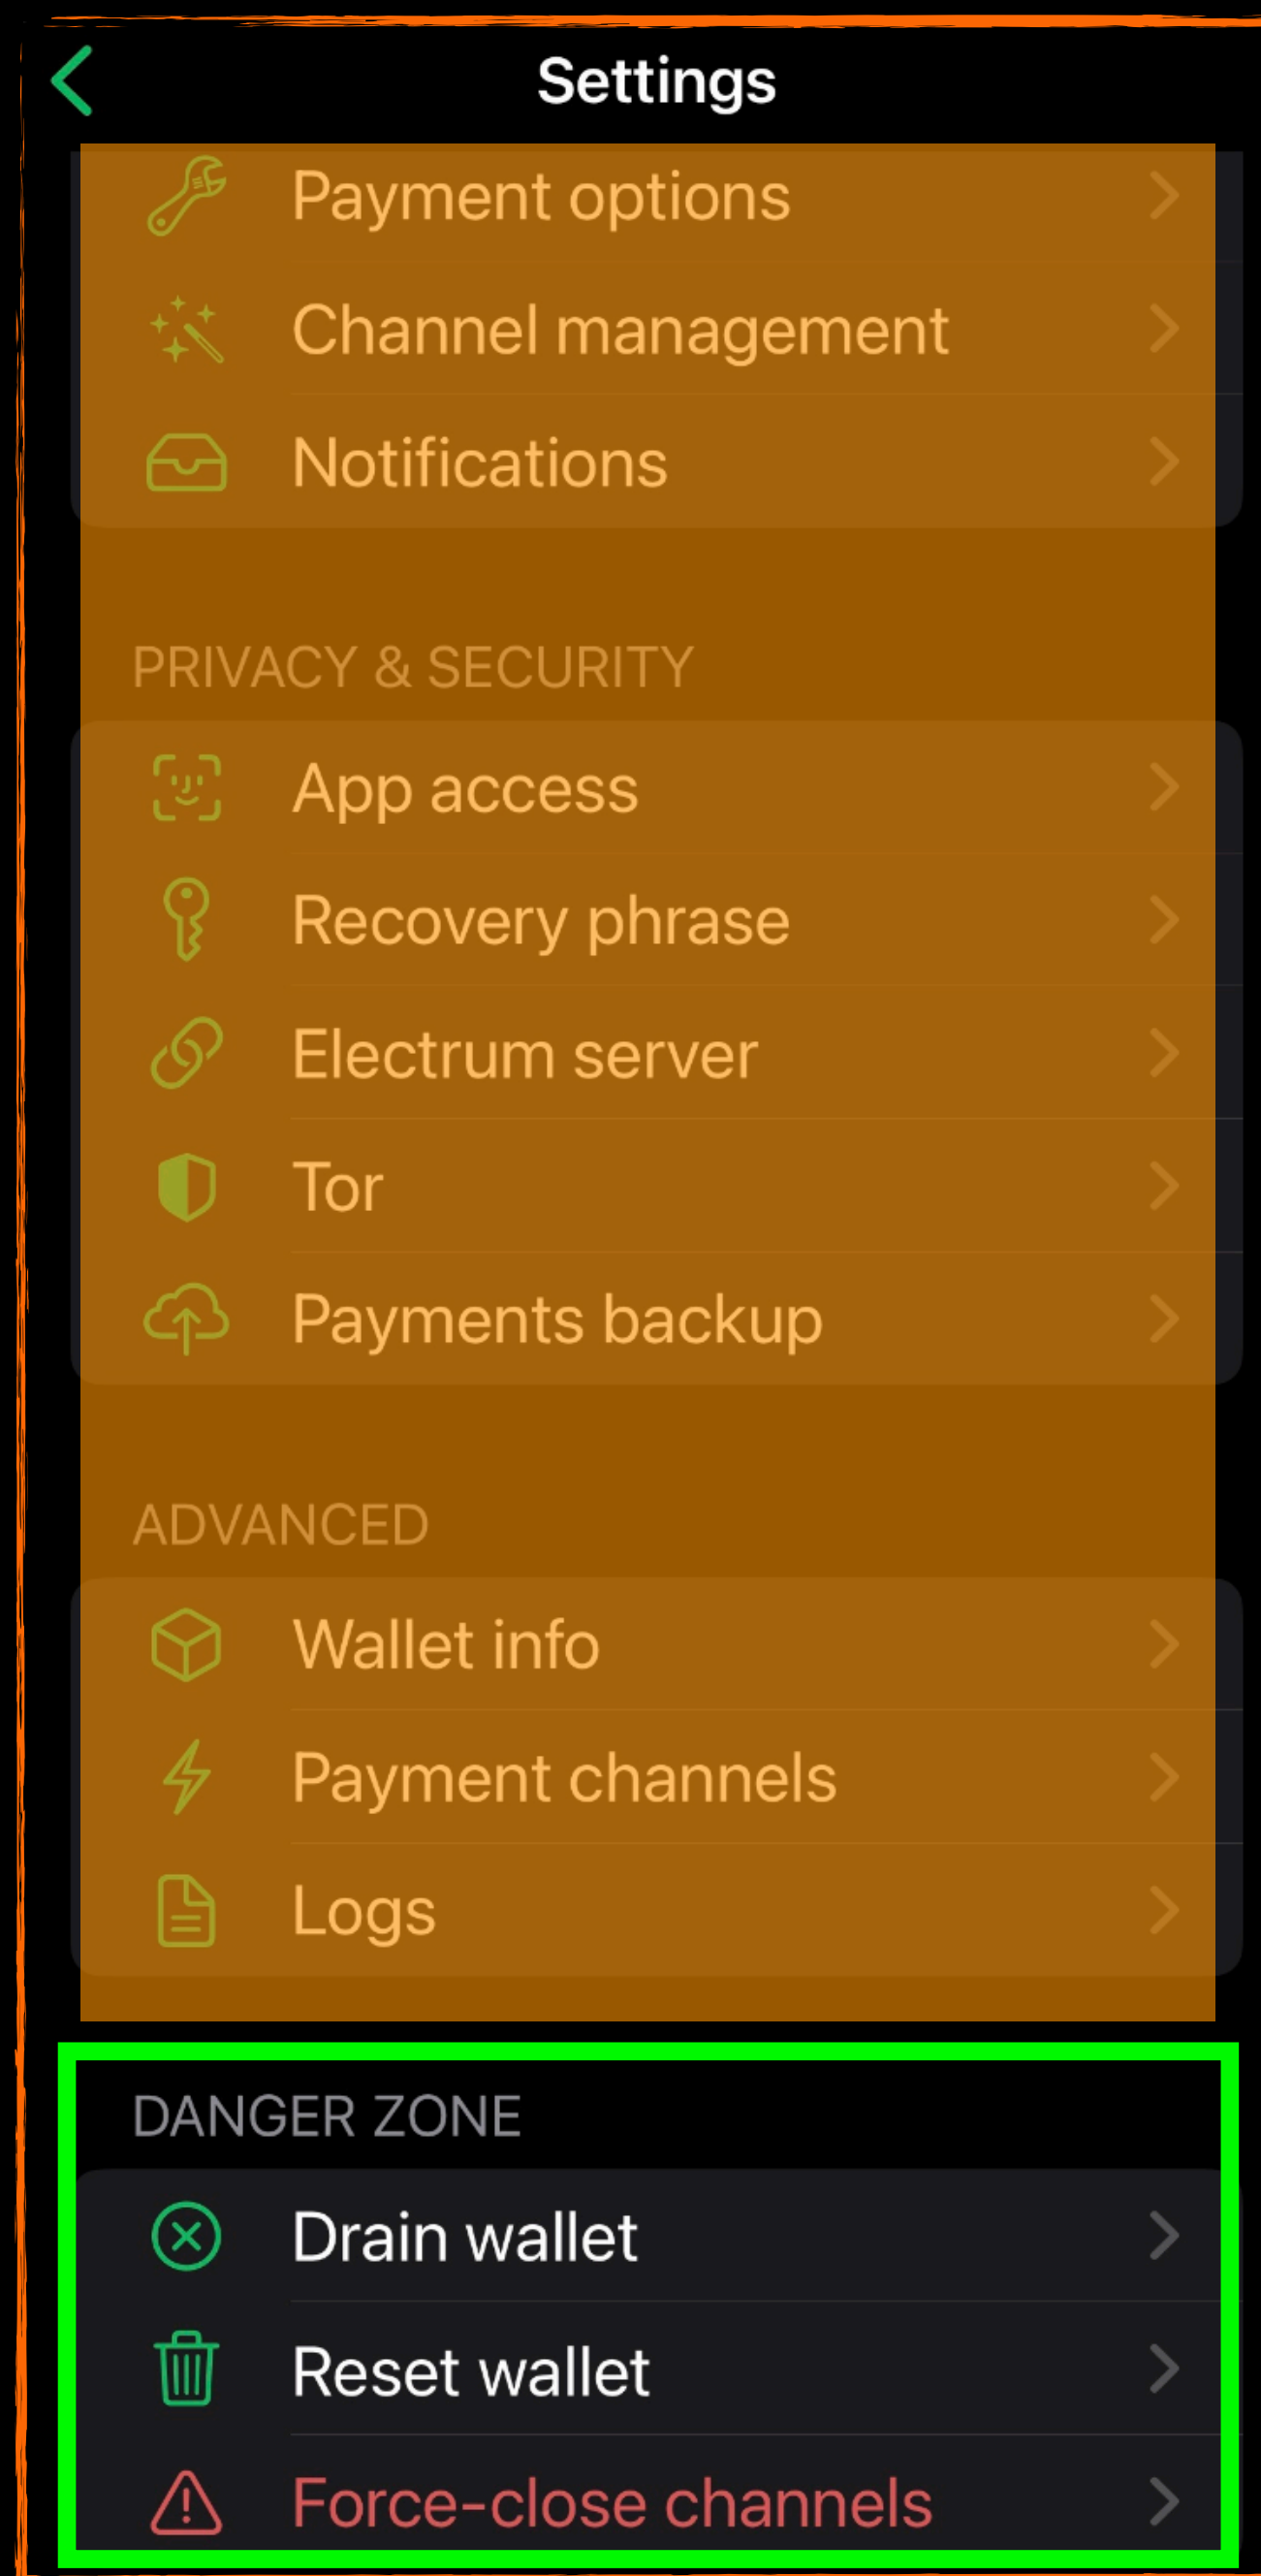 Settings
Payment options
Channel management
Notifications
PRIVACY & SECURITY
App access
Recovery phrase
Electrum server
Tor
Payments backup
ADVANCED
Wallet info
Payment channels
Logs
DANGER ZONE
Drain wallet
Reset wallet
Force-close channels